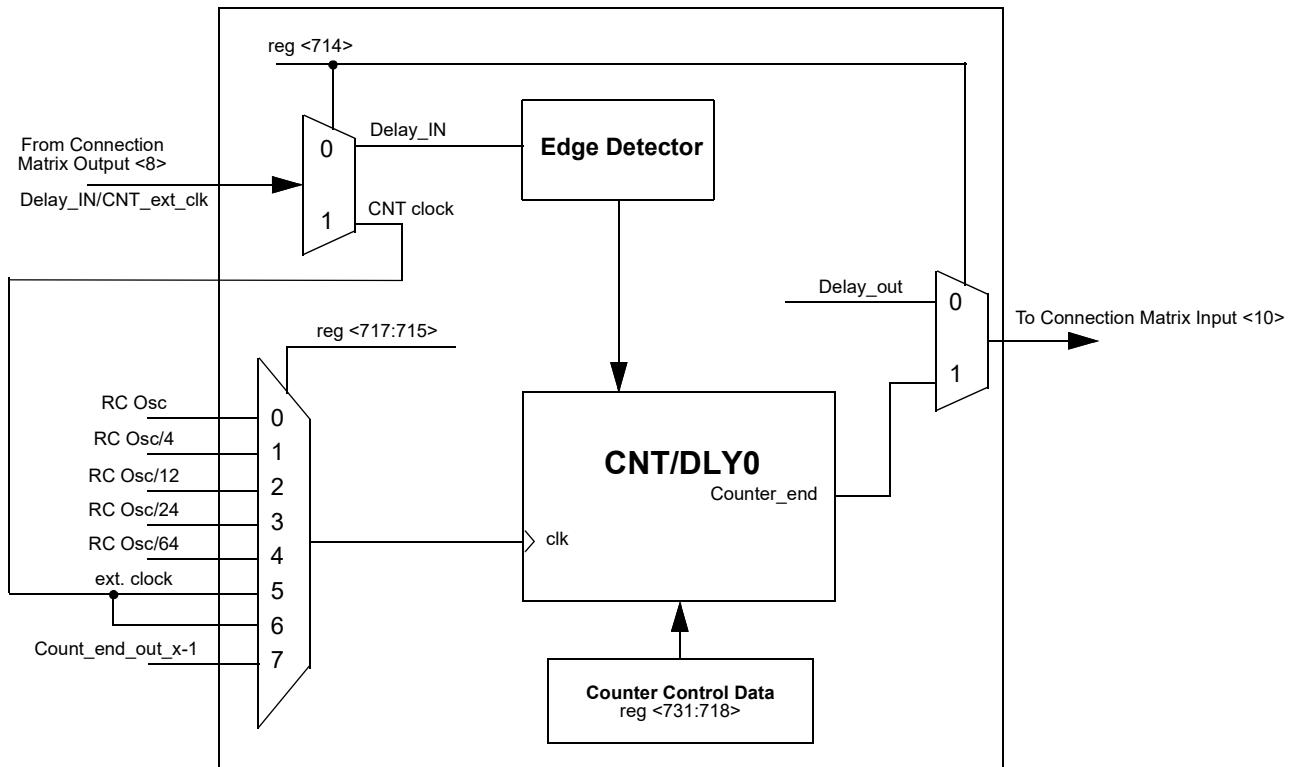 reg <714>
From Connection
Matrix Output <8>
Delay_IN/CNT_ext_clk
0
1
Delay_IN
CNT clock
Edge Detector
Delay_out
0
1
To Connection Matrix Input <10>
reg <717:715>
RC Osc
RC Osc/4
RC Osc/12
RC Osc/24
RC Osc/64
ext. clock
Count_end_out_x-1
0
1
2
3
4
5
6
7
CNT/DLY0
Counter_end
clk
Counter Control Data
reg <731:718>